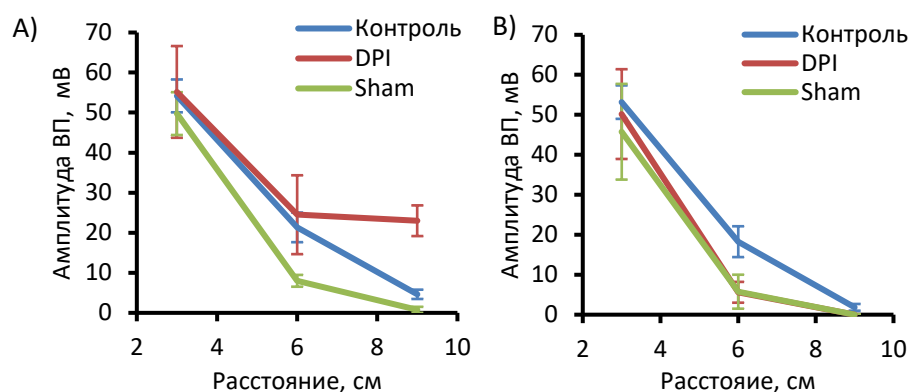 A)
Амплитуда ВП, мВ
70
60
50
40
30
20
10
0
2
4
6
8
10
Расстояние, см
Контроль
DPI
Sham
B)
Амплитуда ВП, мВ
70
60
50
40
30
20
10
0
2
4
6
8
10
Расстояие, см
Контроль
DPI
Sham